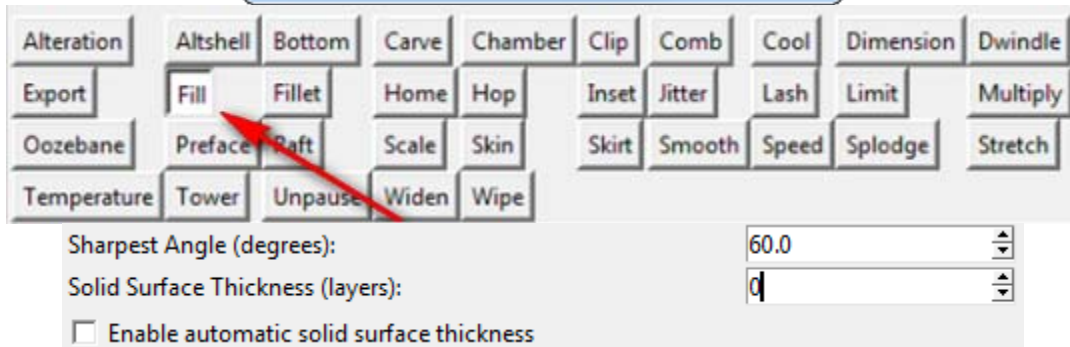 Alteration Altshell Bottom Carve Chamber Clip Comb Cool Dimension Dwindle
Export Fill Fillet Home Hop Inset Jitter Lash Limit Multiply
Oozebane Preface Raft Scale Skin Skirt Smooth Speed Splodge Stretch
Temperature Tower Unpause Widen Wipe
Sharpest Angle (degrees): 60.0
Solid Surface Thickness (layers): 0
Enable automatic solid surface thickness